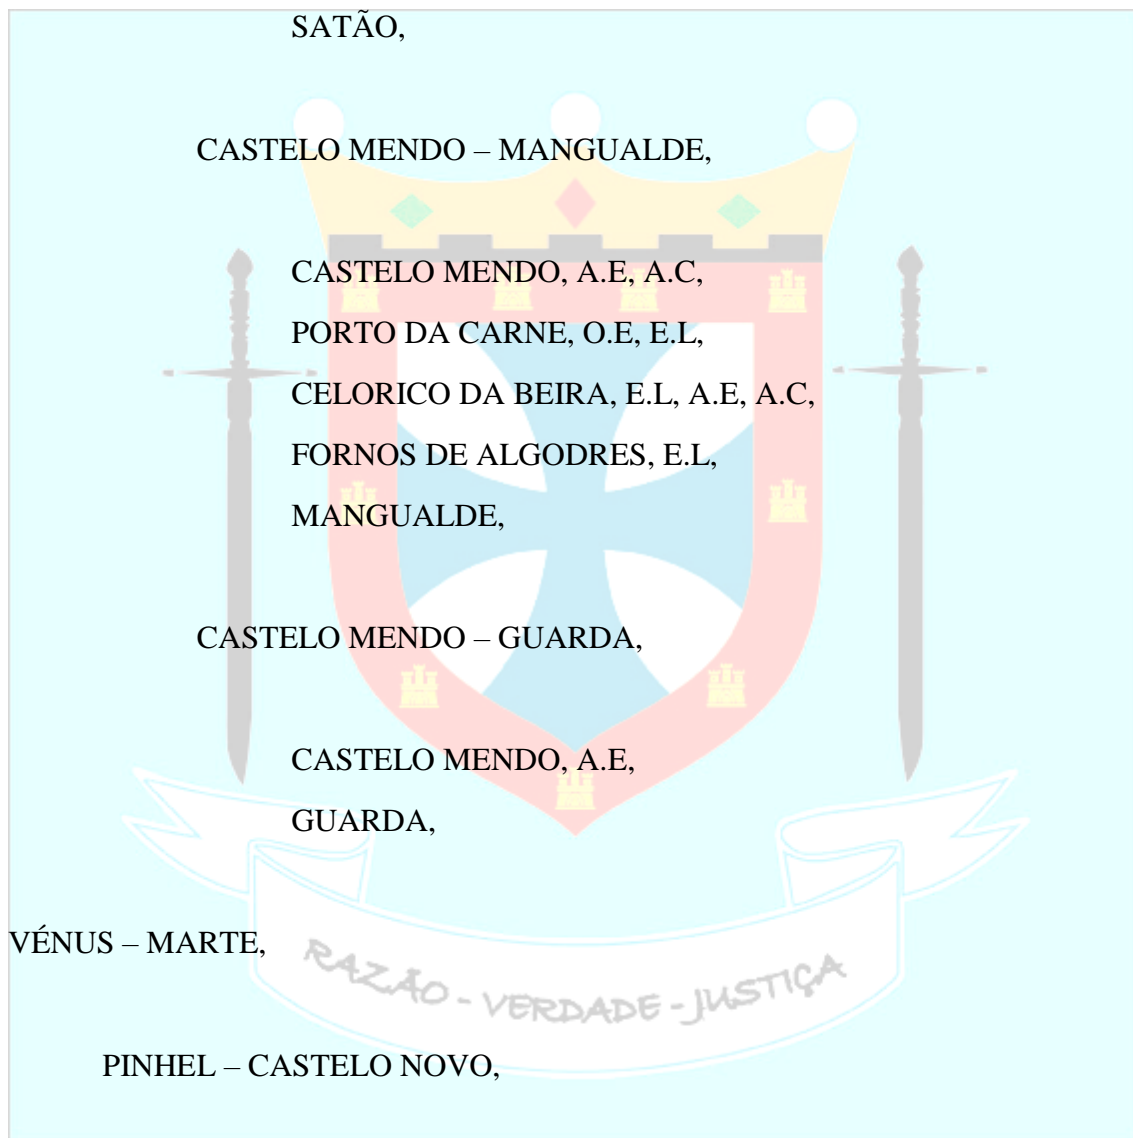 SATÃO,
CASTELO MENDO – MANGUALDE,
CASTELO MENDO, A.E, A.C,
PORTO DA CARNE, O.E, E.L,
CELORICO DA BEIRA, E.L, A.E, A.C,
FORNOS DE ALGODRES, E.L,
MANGUALDE,
CASTELO MENDO – GUARDA,
CASTELO MENDO, A.E,
GUARDA,
VÉNUS – MARTE,
RAZÃO - VERDADE - JUSTIÇA
PINHEL – CASTELO NOVO,